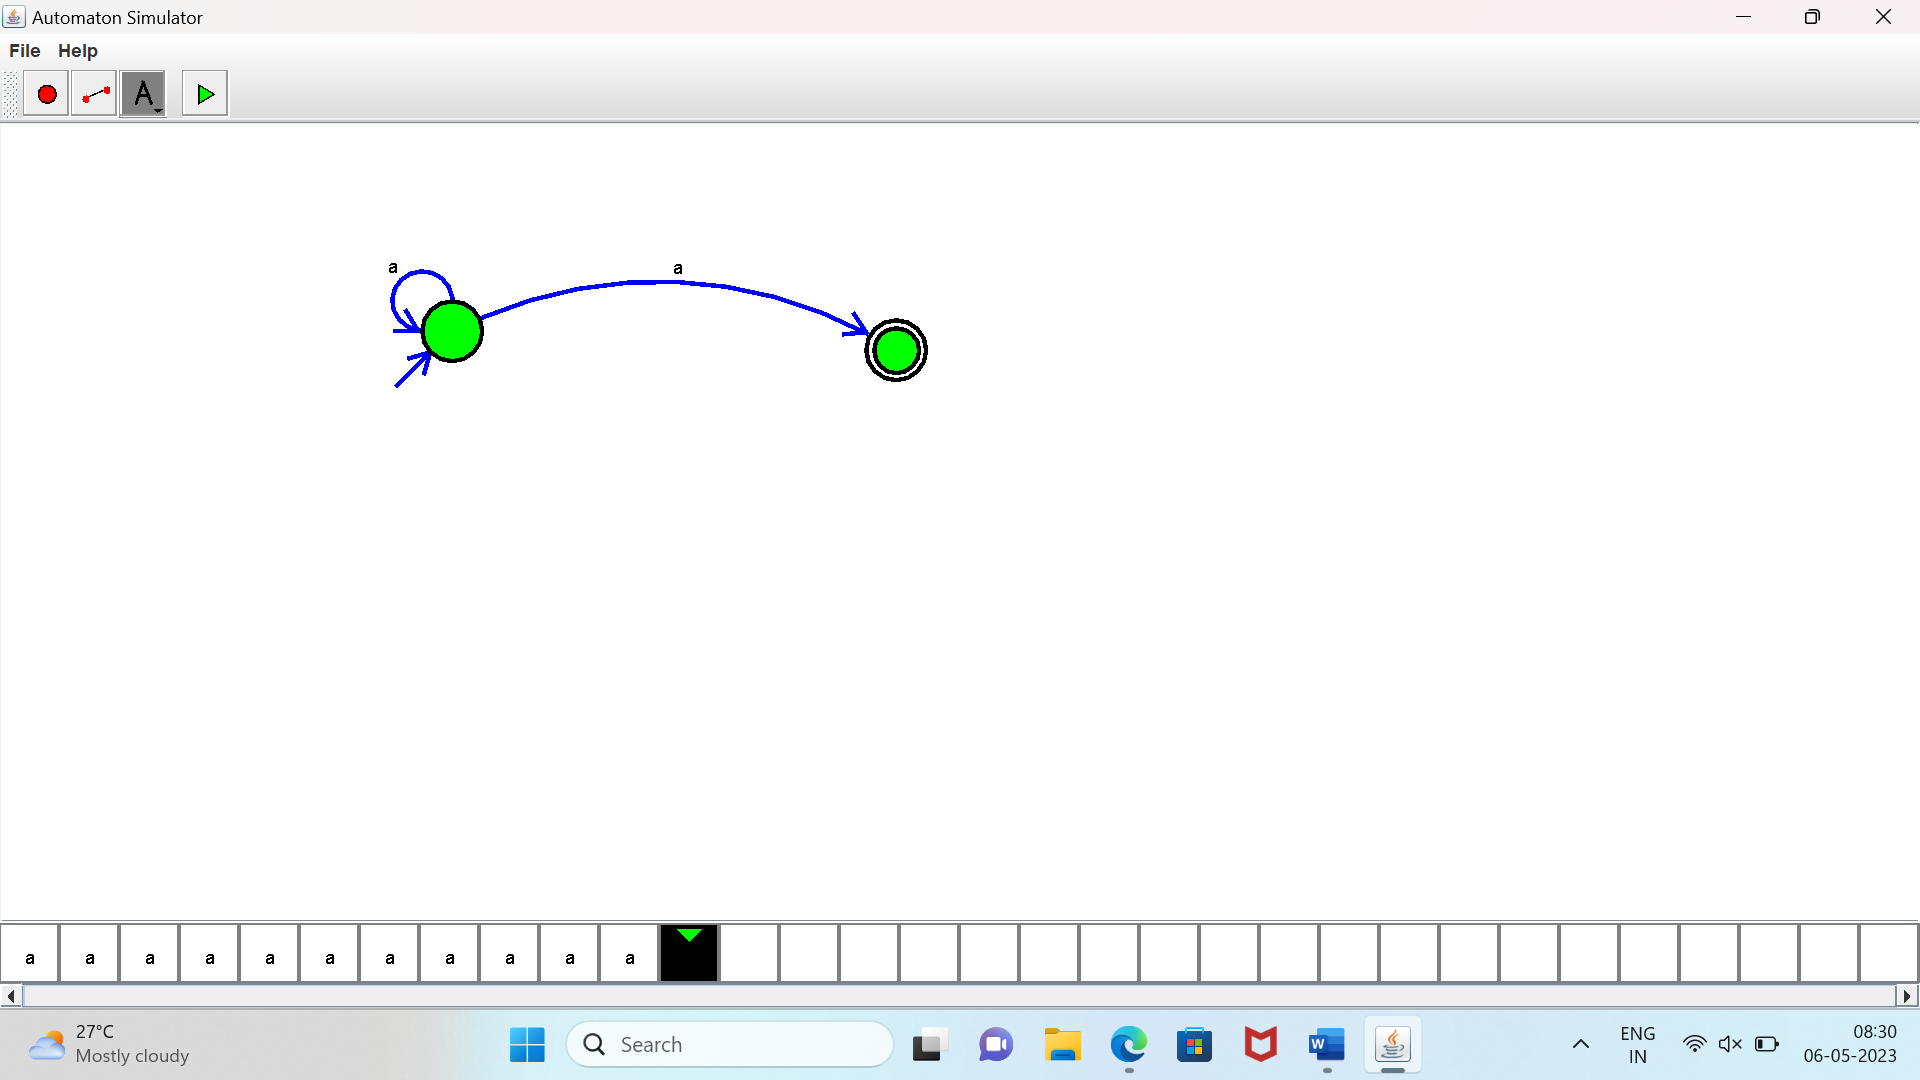 Automaton Simulator
File Help
A
a
a
a a a a a a a a a a a
27°C
Mostly cloudy
Search
W
ENG
IN
08:30
06-05-2023